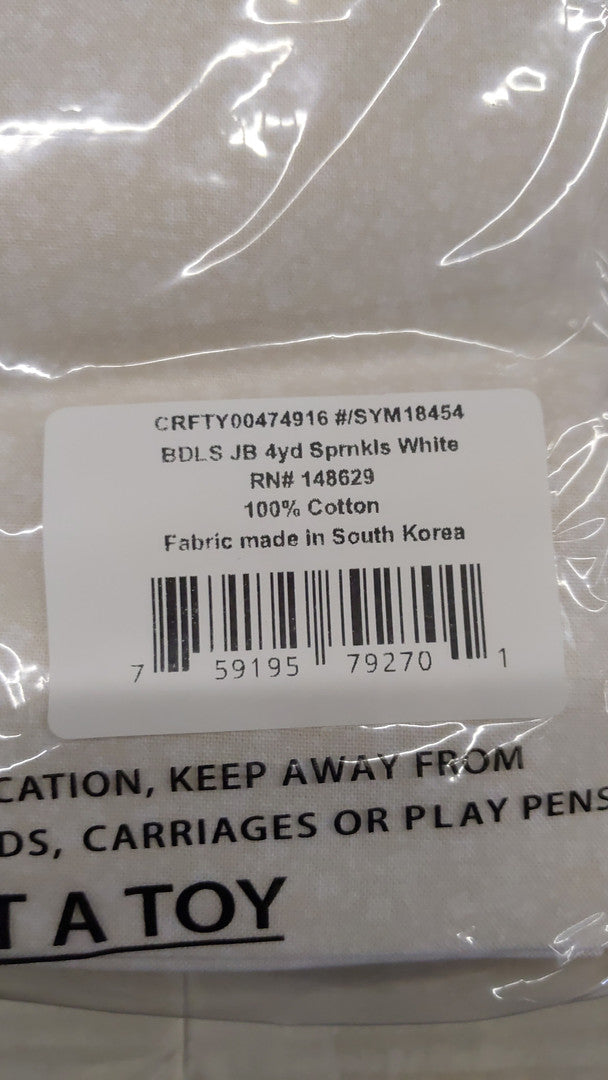 CRFTY00474916 #/SYM18454
BDLS JB 4yd Sprnkls White
RN# 148629
100% Cotton
Fabric made in South Korea
7 59195 79270 1
CATION, KEEP AWAY FROM
DS, CARRIAGES OR PLAY PENS
T A TOY